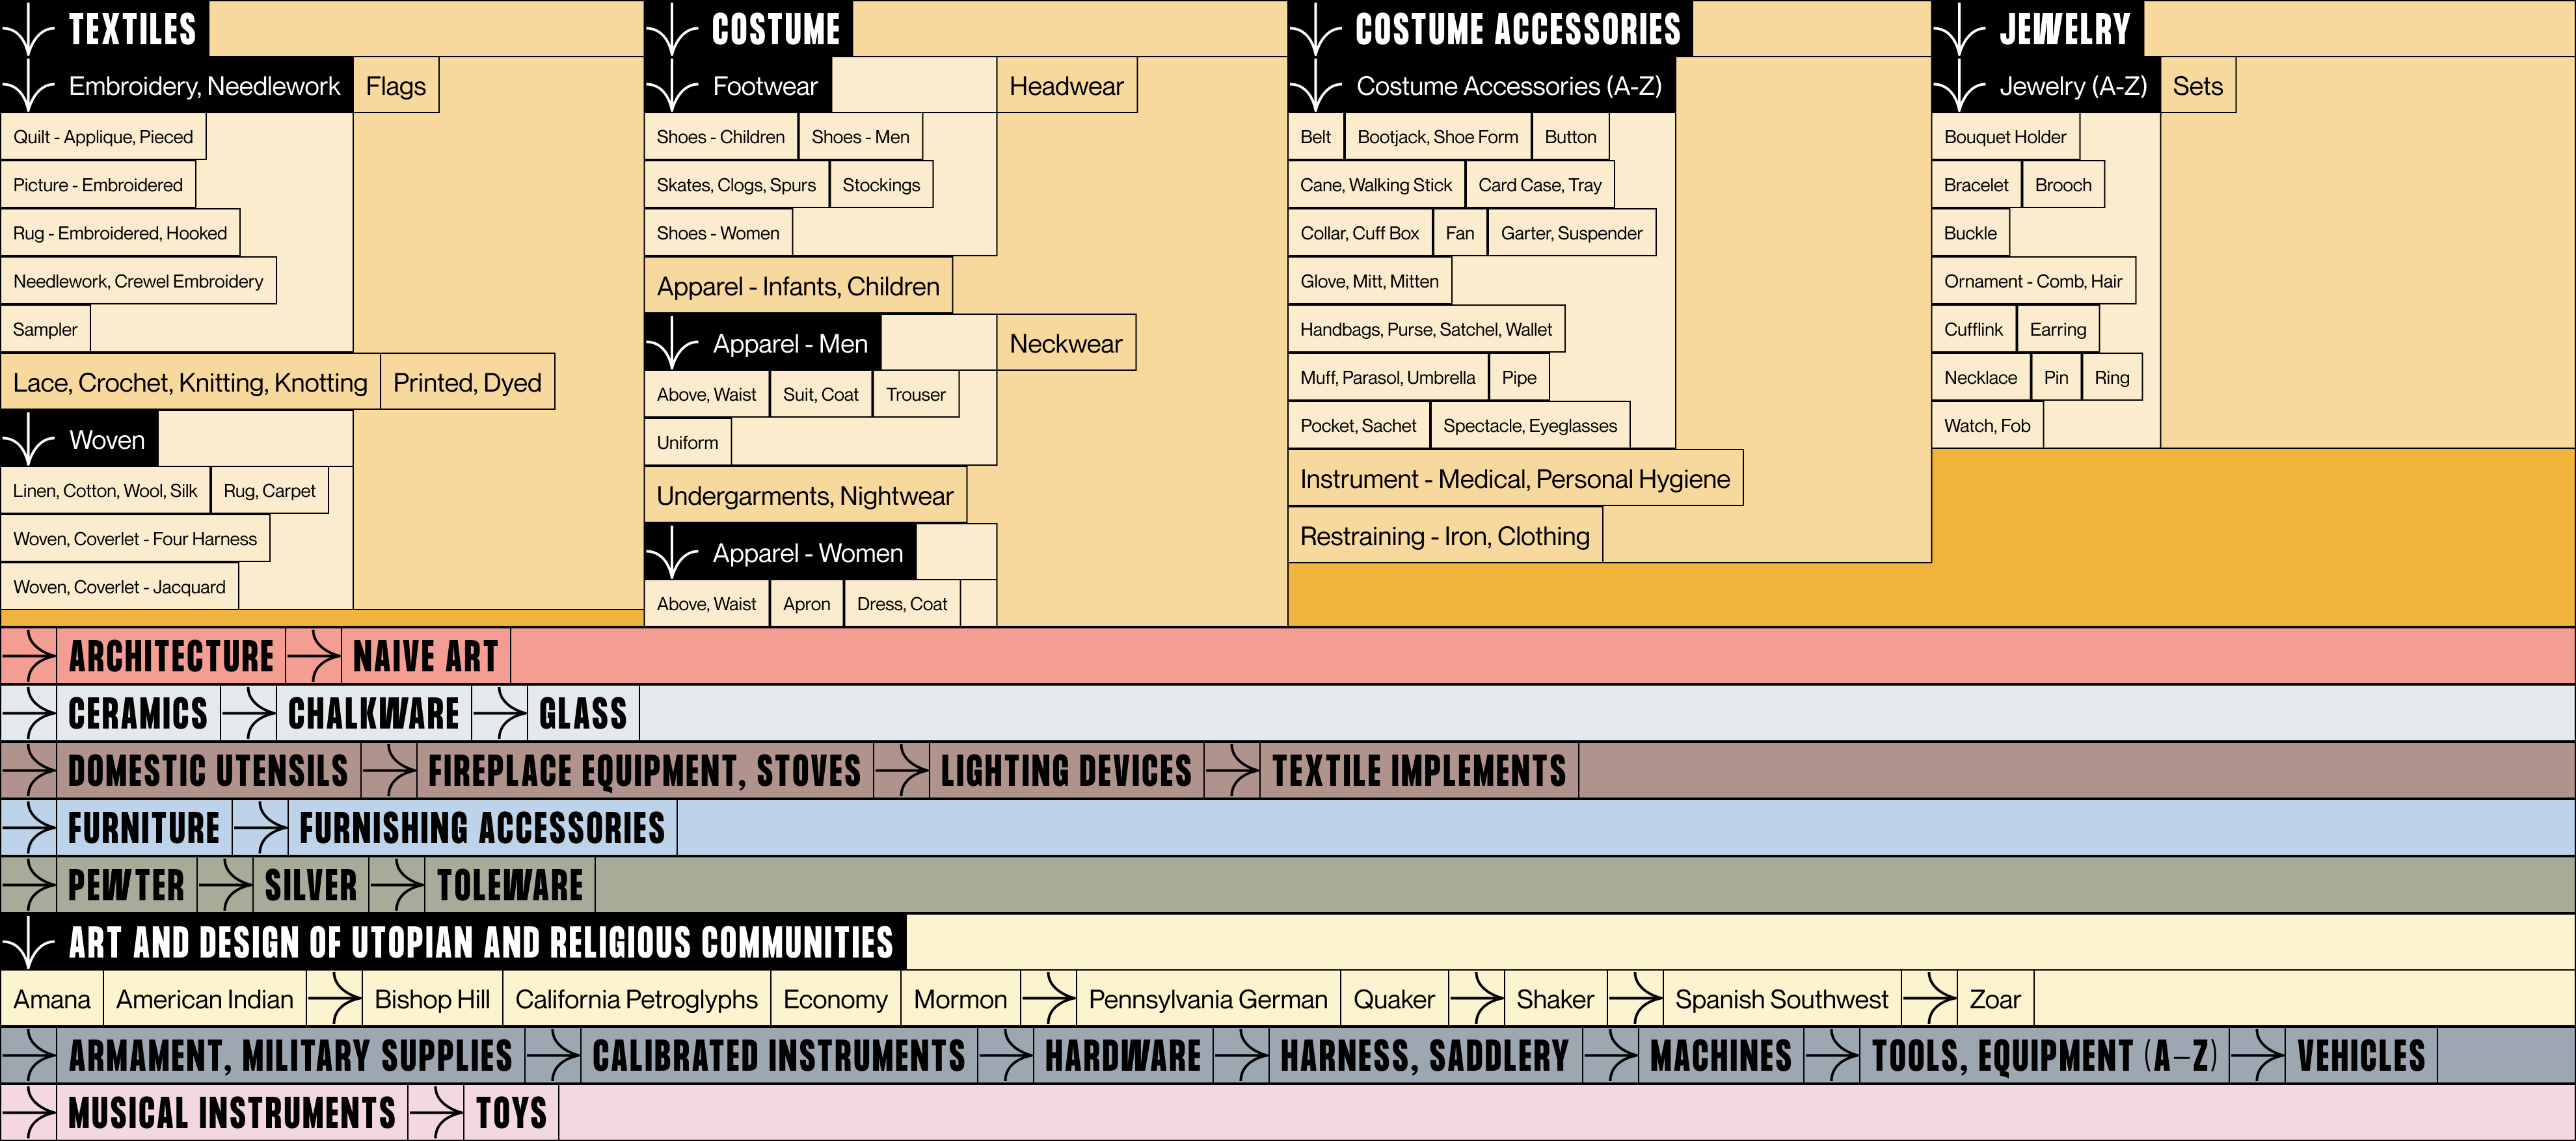 TEXTILES
Embroidery, Needlework Flags
Quilt - Applique, Pieced
Picture - Embroidered
Rug - Embroidered, Hooked
Needlework, Crewel Embroidery
Sampler
Lace, Crochet, Knitting, Knotting Printed, Dyed
Woven
Linen, Cotton, Wool, Silk Rug, Carpet
Woven, Coverlet - Four Harness
Woven, Coverlet - Jacquard
COSTUME
Footwear Headwear
Shoes - Children Shoes - Men
Skates, Clogs, Spurs Stockings
Shoes - Women
Apparel - Infants, Children
Apparel - Men Neckwear
Above, Waist Suit, Coat Trouser
Uniform
Undergarments, Nightwear
Apparel - Women
Above, Waist Apron Dress, Coat
COSTUME ACCESSORIES
Costume Accessories (A-Z)
Belt Bootjack, Shoe Form Button
Cane, Walking Stick Card Case, Tray
Collar, Cuff Box Fan Garter, Suspender
Glove, Mitt, Mitten
Handbags, Purse, Satchel, Wallet
Muff, Parasol, Umbrella Pipe
Pocket, Sachet Spectacle, Eyeglasses
Instrument - Medical, Personal Hygiene
Restraining - Iron, Clothing
JEWELRY
Jewelry (A-Z) Sets
Bouquet Holder
Bracelet Brooch
Buckle
Ornament - Comb, Hair
Cufflink Earring
Necklace Pin Ring
Watch, Fob
ARCHITECTURE NAIVE ART
CERAMICS CHALKWARE GLASS
DOMESTIC UTENSILS FIREPLACE EQUIPMENT, STOVES LIGHTING DEVICES TEXTILE IMPLEMENTS
FURNITURE FURNISHING ACCESSORIES
PEWTER SILVER TOLEWARE
ART AND DESIGN OF UTOPIAN AND RELIGIOUS COMMUNITIES
Amana American Indian Bishop Hill California Petroglyphs Economy Mormon Pennsylvania German Quaker Shaker Spanish Southwest Zoar
ARMAMENT, MILITARY SUPPLIES CALIBRATED INSTRUMENTS HARDWARE HARNESS, SADDLERY MACHINES TOOLS, EQUIPMENT (A–Z) VEHICLES
MUSICAL INSTRUMENTS TOYS